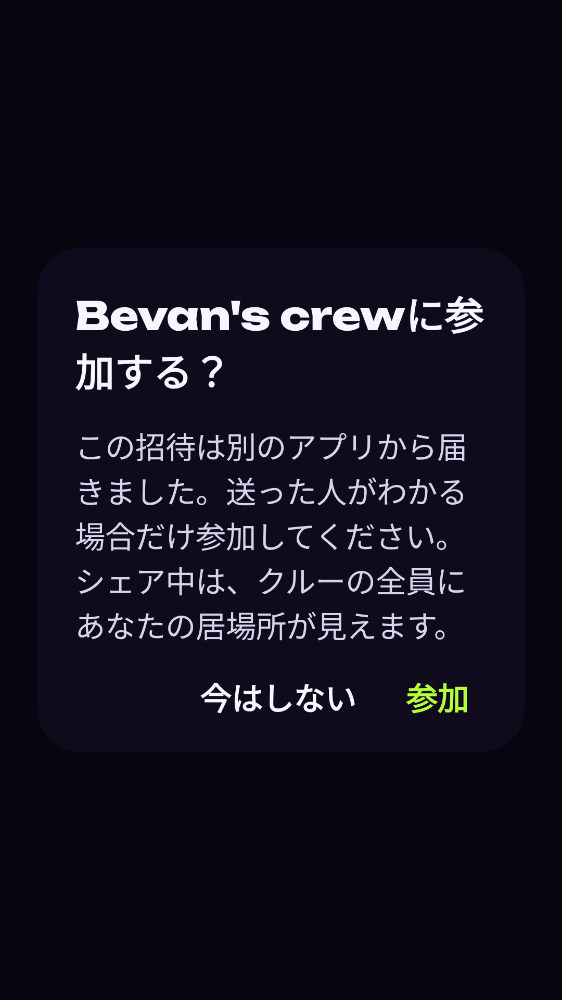 Bevan's crewに参
加する？
この招待は別のアプリから届
きました。送った人がわかる
場合だけ参加してください。
シェア中は、クルーの全員に
あなたの居場所が見えます。
今はしない 参加